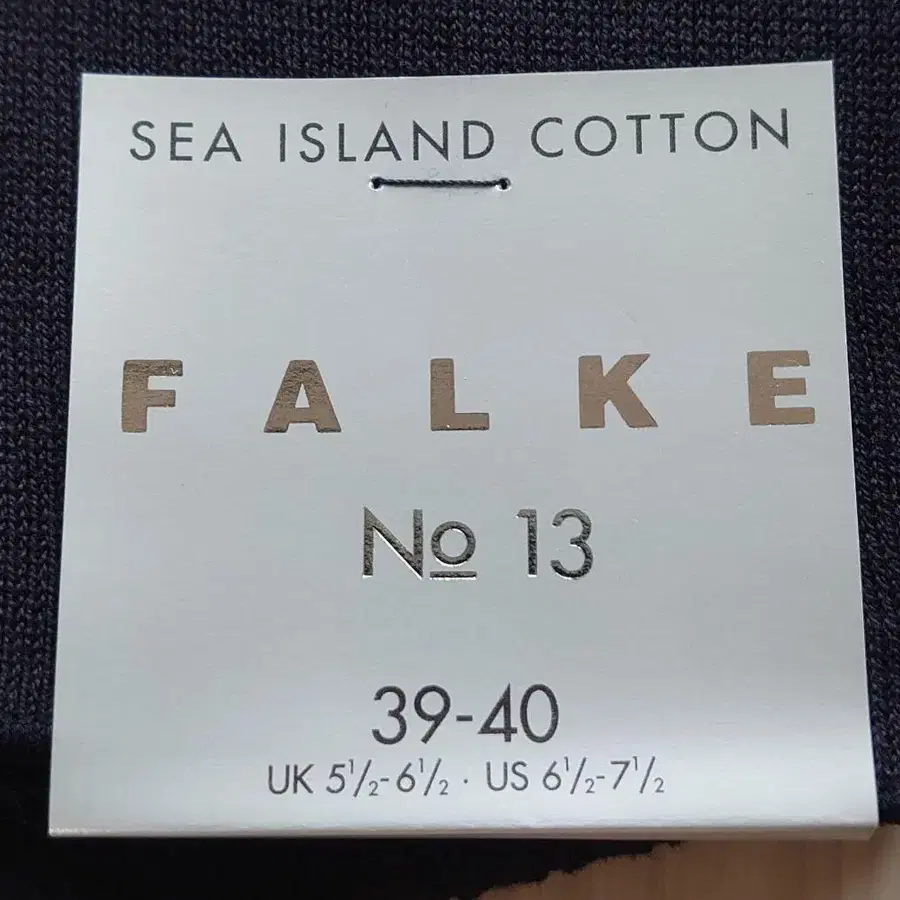 SEA ISLAND COTTON
FALKE
No 13
39-40
UK 5½-6½ · US 6½-7½